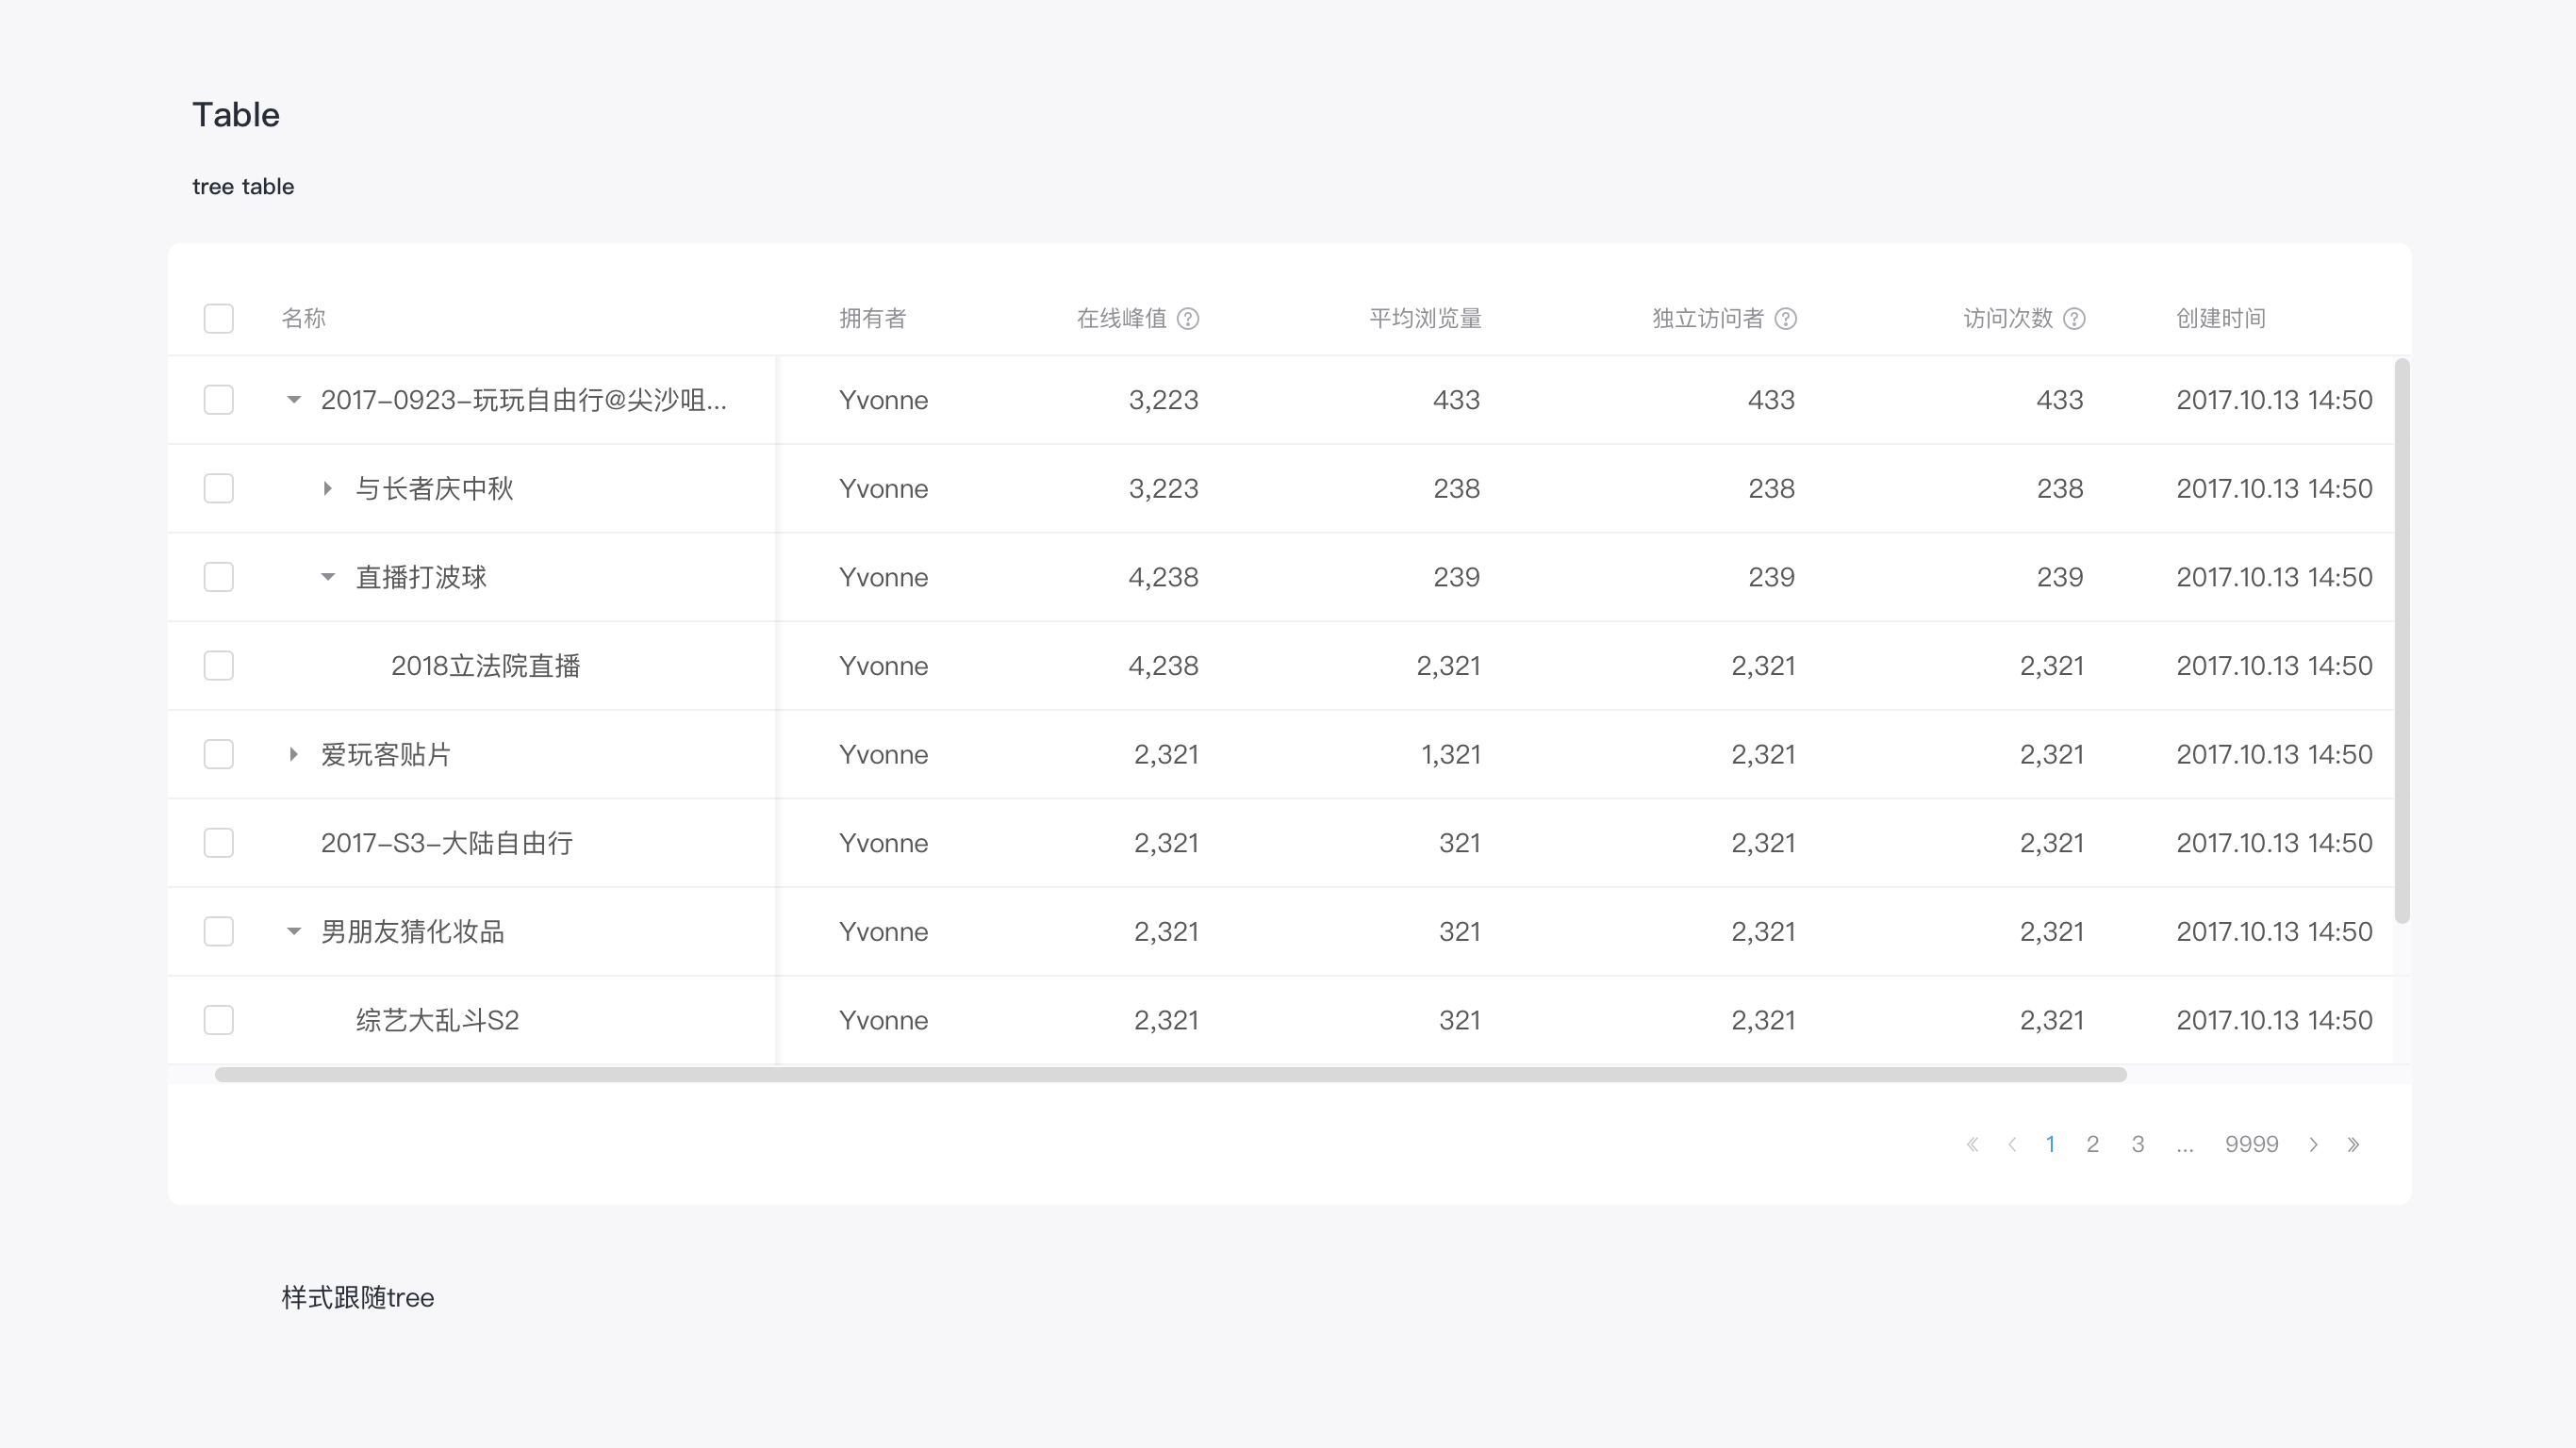 Table
tree table
名称 拥有者 在线峰值 平均浏览量 独立访问者 访问次数 创建时间
2017-0923-玩玩自由行@尖沙咀... Yvonne 3,223 433 433 433 2017.10.13 14:50
与长者庆中秋 Yvonne 3,223 238 238 238 2017.10.13 14:50
直播打波球 Yvonne 4,238 239 239 239 2017.10.13 14:50
2018立法院直播 Yvonne 4,238 2,321 2,321 2,321 2017.10.13 14:50
爱玩客贴片 Yvonne 2,321 1,321 2,321 2,321 2017.10.13 14:50
2017-S3-大陆自由行 Yvonne 2,321 321 2,321 2,321 2017.10.13 14:50
男朋友猜化妆品 Yvonne 2,321 321 2,321 2,321 2017.10.13 14:50
综艺大乱斗S2 Yvonne 2,321 321 2,321 2,321 2017.10.13 14:50
« ‹ 1 2 3 ... 9999 › »
样式跟随tree